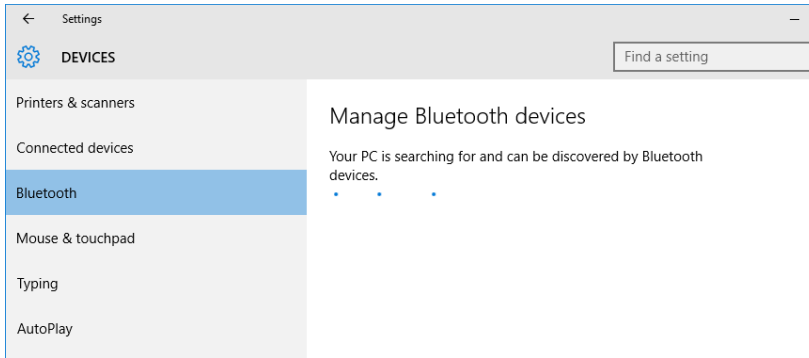 Settings
DEVICES
Find a setting
Printers & scanners
Connected devices
Bluetooth
Mouse & touchpad
Typing
AutoPlay
Manage Bluetooth devices
Your PC is searching for and can be discovered by Bluetooth
devices.